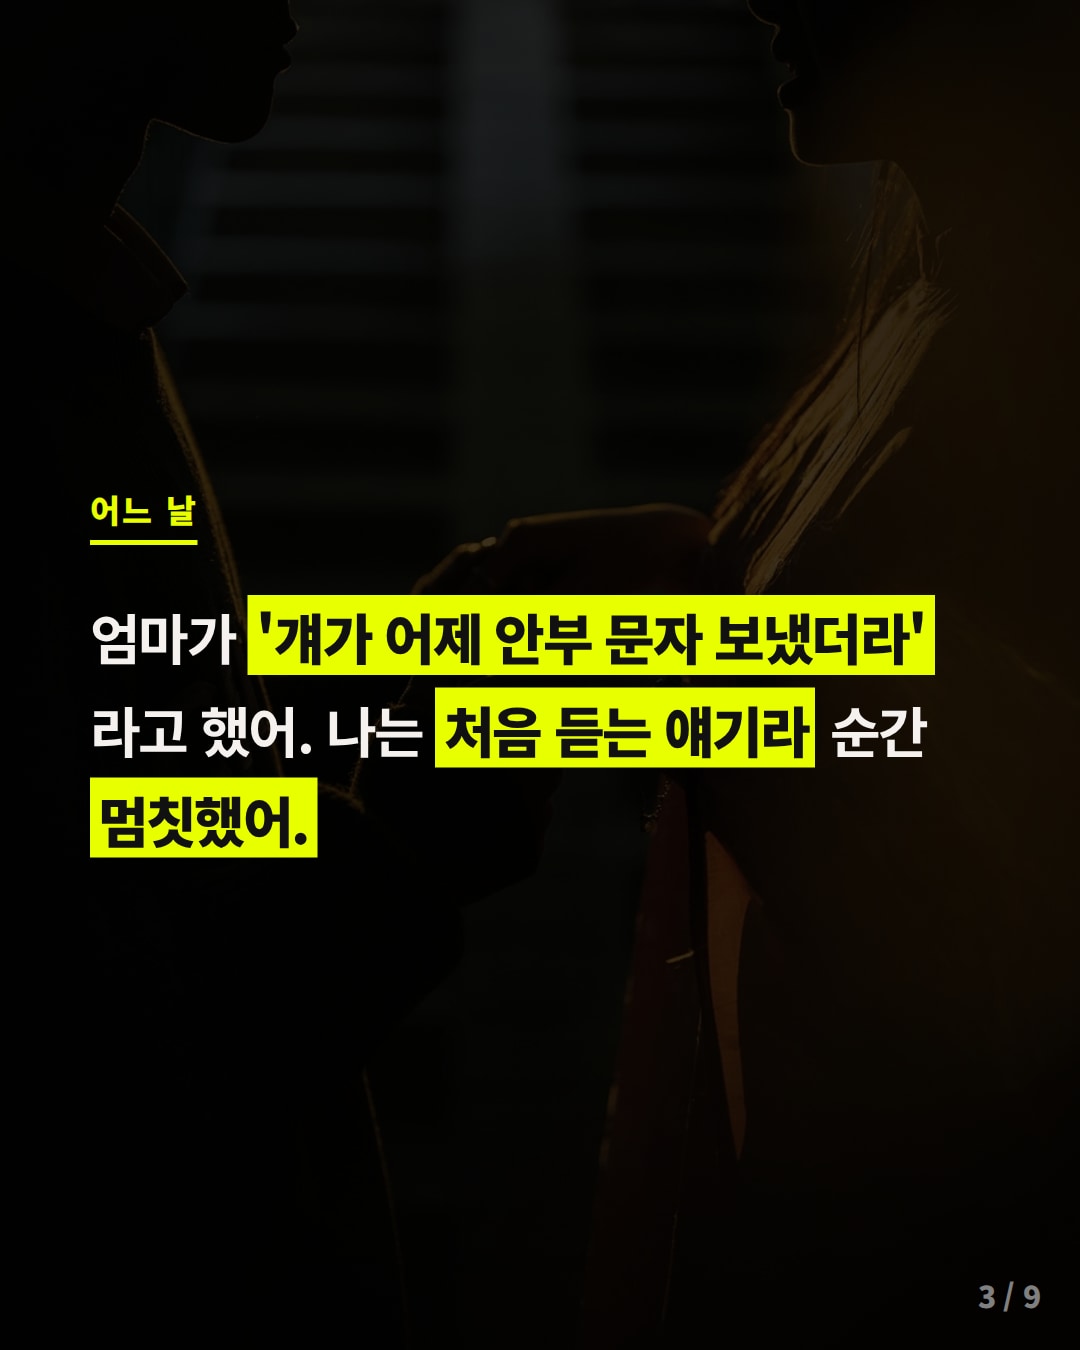 어느 날
엄마가 '걔가 어제 안부 문자 보냈더라'
라고 했어. 나는 처음 듣는 얘기라 순간
멈칫했어.
3 / 9